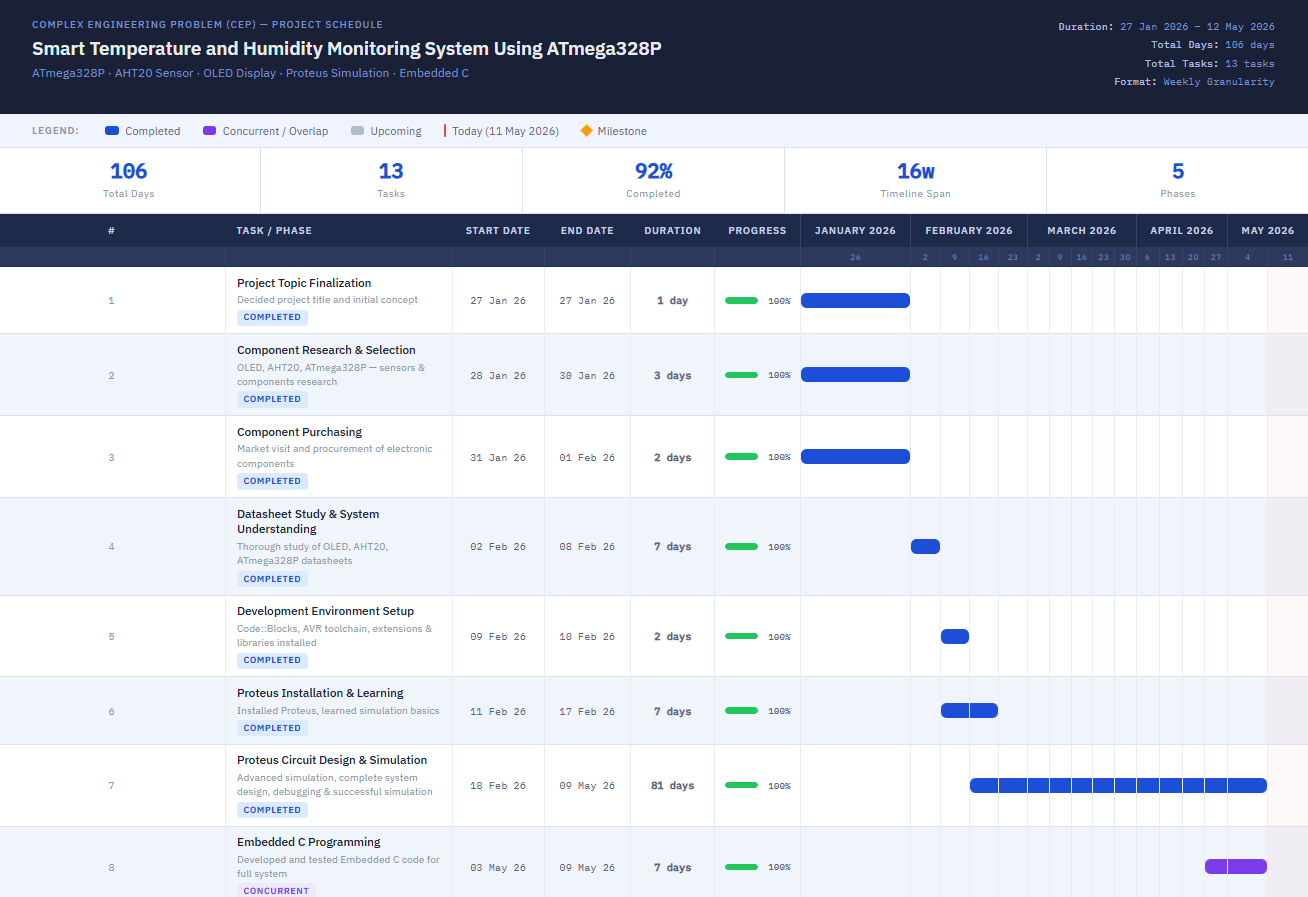 COMPLEX ENGINEERING PROBLEM (CEP) — PROJECT SCHEDULE
Smart Temperature and Humidity Monitoring System Using ATmega328P
ATmega328P · AHT20 Sensor · OLED Display · Proteus Simulation · Embedded C
Duration: 27 Jan 2026 – 12 May 2026
Total Days: 106 days
Total Tasks: 13 tasks
Format: Weekly Granularity
LEGEND: Completed Concurrent / Overlap Upcoming Today (11 May 2026) Milestone
106 13 92% 16w 5
Total Days Tasks Completed Timeline Span Phases
# TASK / PHASE START DATE END DATE DURATION PROGRESS JANUARY 2026 FEBRUARY 2026 MARCH 2026 APRIL 2026 MAY 2026
26 2 9 16 23 2 9 16 23 30 6 13 20 27 4 11
Project Topic Finalization
1 Decided project title and initial concept 27 Jan 26 27 Jan 26 1 day 100%
COMPLETED
Component Research & Selection
OLED, AHT20, ATmega328P — sensors &
2 28 Jan 26 30 Jan 26 3 days 100%
components research
COMPLETED
Component Purchasing
Market visit and procurement of electronic
3 31 Jan 26 01 Feb 26 2 days 100%
components
COMPLETED
Datasheet Study & System
Understanding
4 Thorough study of OLED, AHT20, 02 Feb 26 08 Feb 26 7 days 100%
ATmega328P datasheets
COMPLETED
Development Environment Setup
Code::Blocks, AVR toolchain, extensions &
5 09 Feb 26 10 Feb 26 2 days 100%
libraries installed
COMPLETED
Proteus Installation & Learning
6 Installed Proteus, learned simulation basics 11 Feb 26 17 Feb 26 7 days 100%
COMPLETED
Proteus Circuit Design & Simulation
Advanced simulation, complete system
7 18 Feb 26 09 May 26 81 days 100%
design, debugging & successful simulation
COMPLETED
Embedded C Programming
Developed and tested Embedded C code for
8 03 May 26 09 May 26 7 days 100%
full system
CONCURRENT